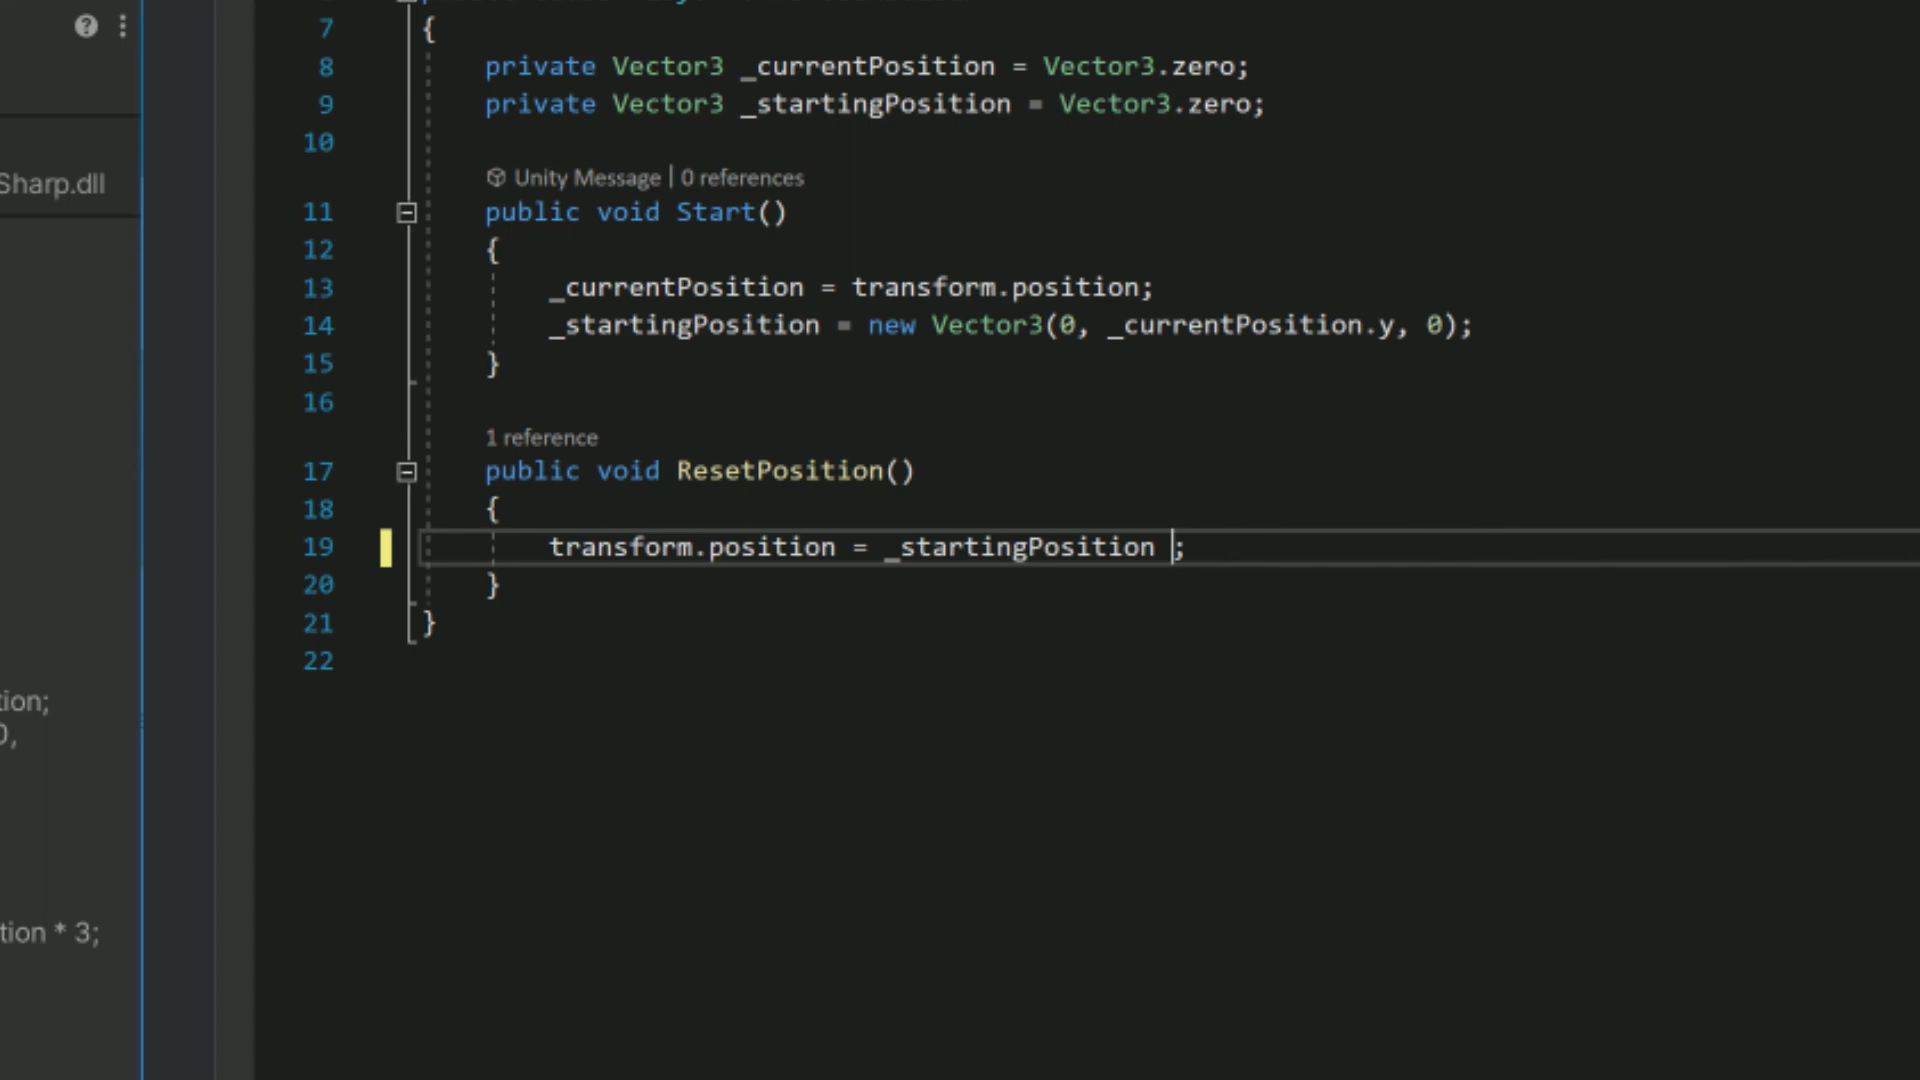 7 {
8 private Vector3 _currentPosition = Vector3.zero;
9 private Vector3 _startingPosition = Vector3.zero;
10
Unity Message | 0 references
11 public void Start()
12 {
13 _currentPosition = transform.position;
14 _startingPosition = new Vector3(0, _currentPosition.y, 0);
15 }
16
1 reference
17 public void ResetPosition()
18 {
19 transform.position = _startingPosition ;
20 }
21 }
22
Sharp.dll
tion;
0,
tion * 3;